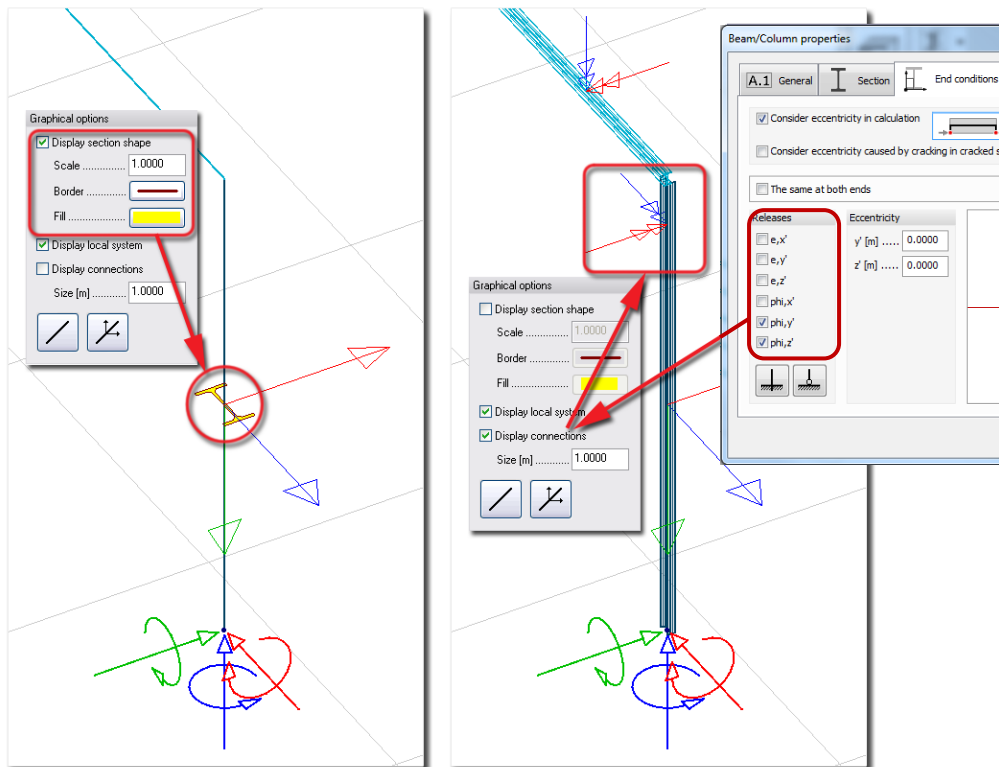 Graphical options
Display section shape
Scale .............. 1.0000
Border ..............
Fill .....................
Display local system
Display connections
Size [m] ........... 1.0000
Graphical options
Display section shape
Scale .............. 1.0000
Border ..............
Fill .....................
Display local system
Display connections
Size [m] ........... 1.0000
Beam/Column properties
A.1 General
Section
End conditions
Consider eccentricity in calculation
Consider eccentricity caused by cracking in cracked s
The same at both ends
Releases
e,x'
e,y'
e,z'
phi,x'
phi,y'
phi,z'
Eccentricity
y' [m] ..... 0.0000
z' [m] ..... 0.0000